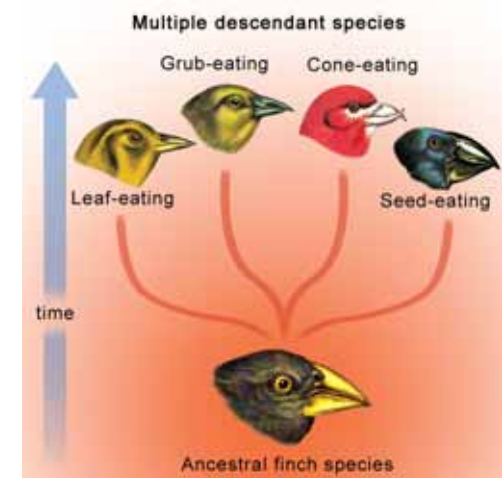 Multiple descendant species
Grub-eating
Cone-eating
Leaf-eating
Seed-eating
time
Ancestral finch species